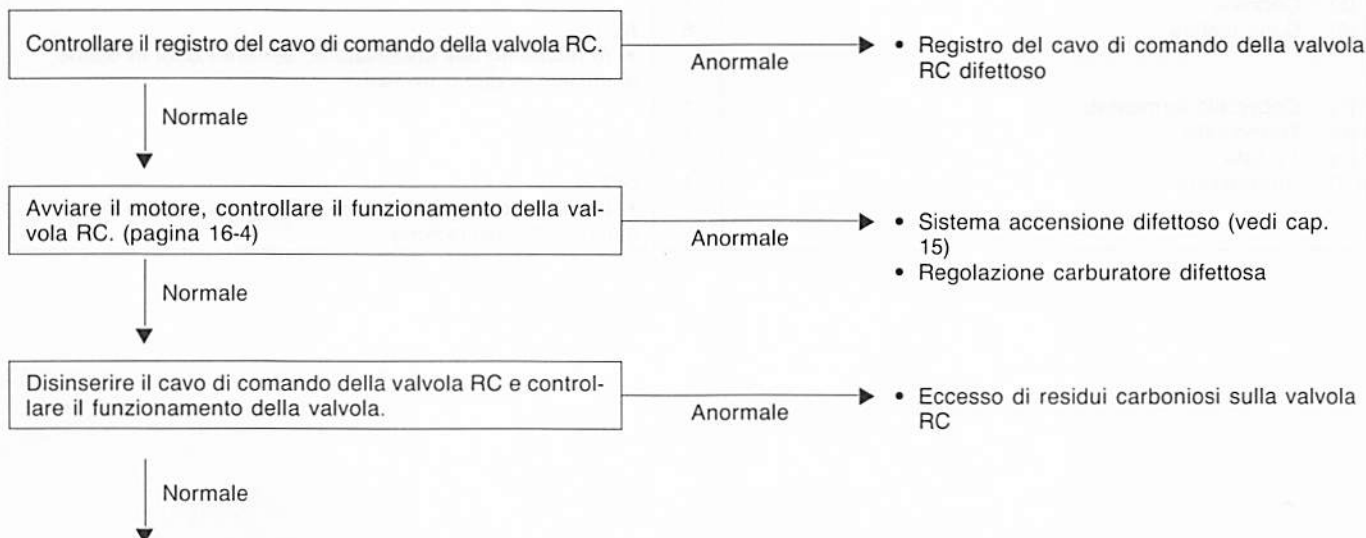 Controllare il registro del cavo di comando della valvola RC.
Anormale
• Registro del cavo di comando della valvola
RC difettoso
Normale
Avviare il motore, controllare il funzionamento della val-
vola RC. (pagina 16-4)
Anormale
• Sistema accensione difettoso (vedi cap.
15)
• Regolazione carburatore difettosa
Normale
Disinserire il cavo di comando della valvola RC e control-
lare il funzionamento della valvola.
Anormale
• Eccesso di residui carboniosi sulla valvola
RC
Normale